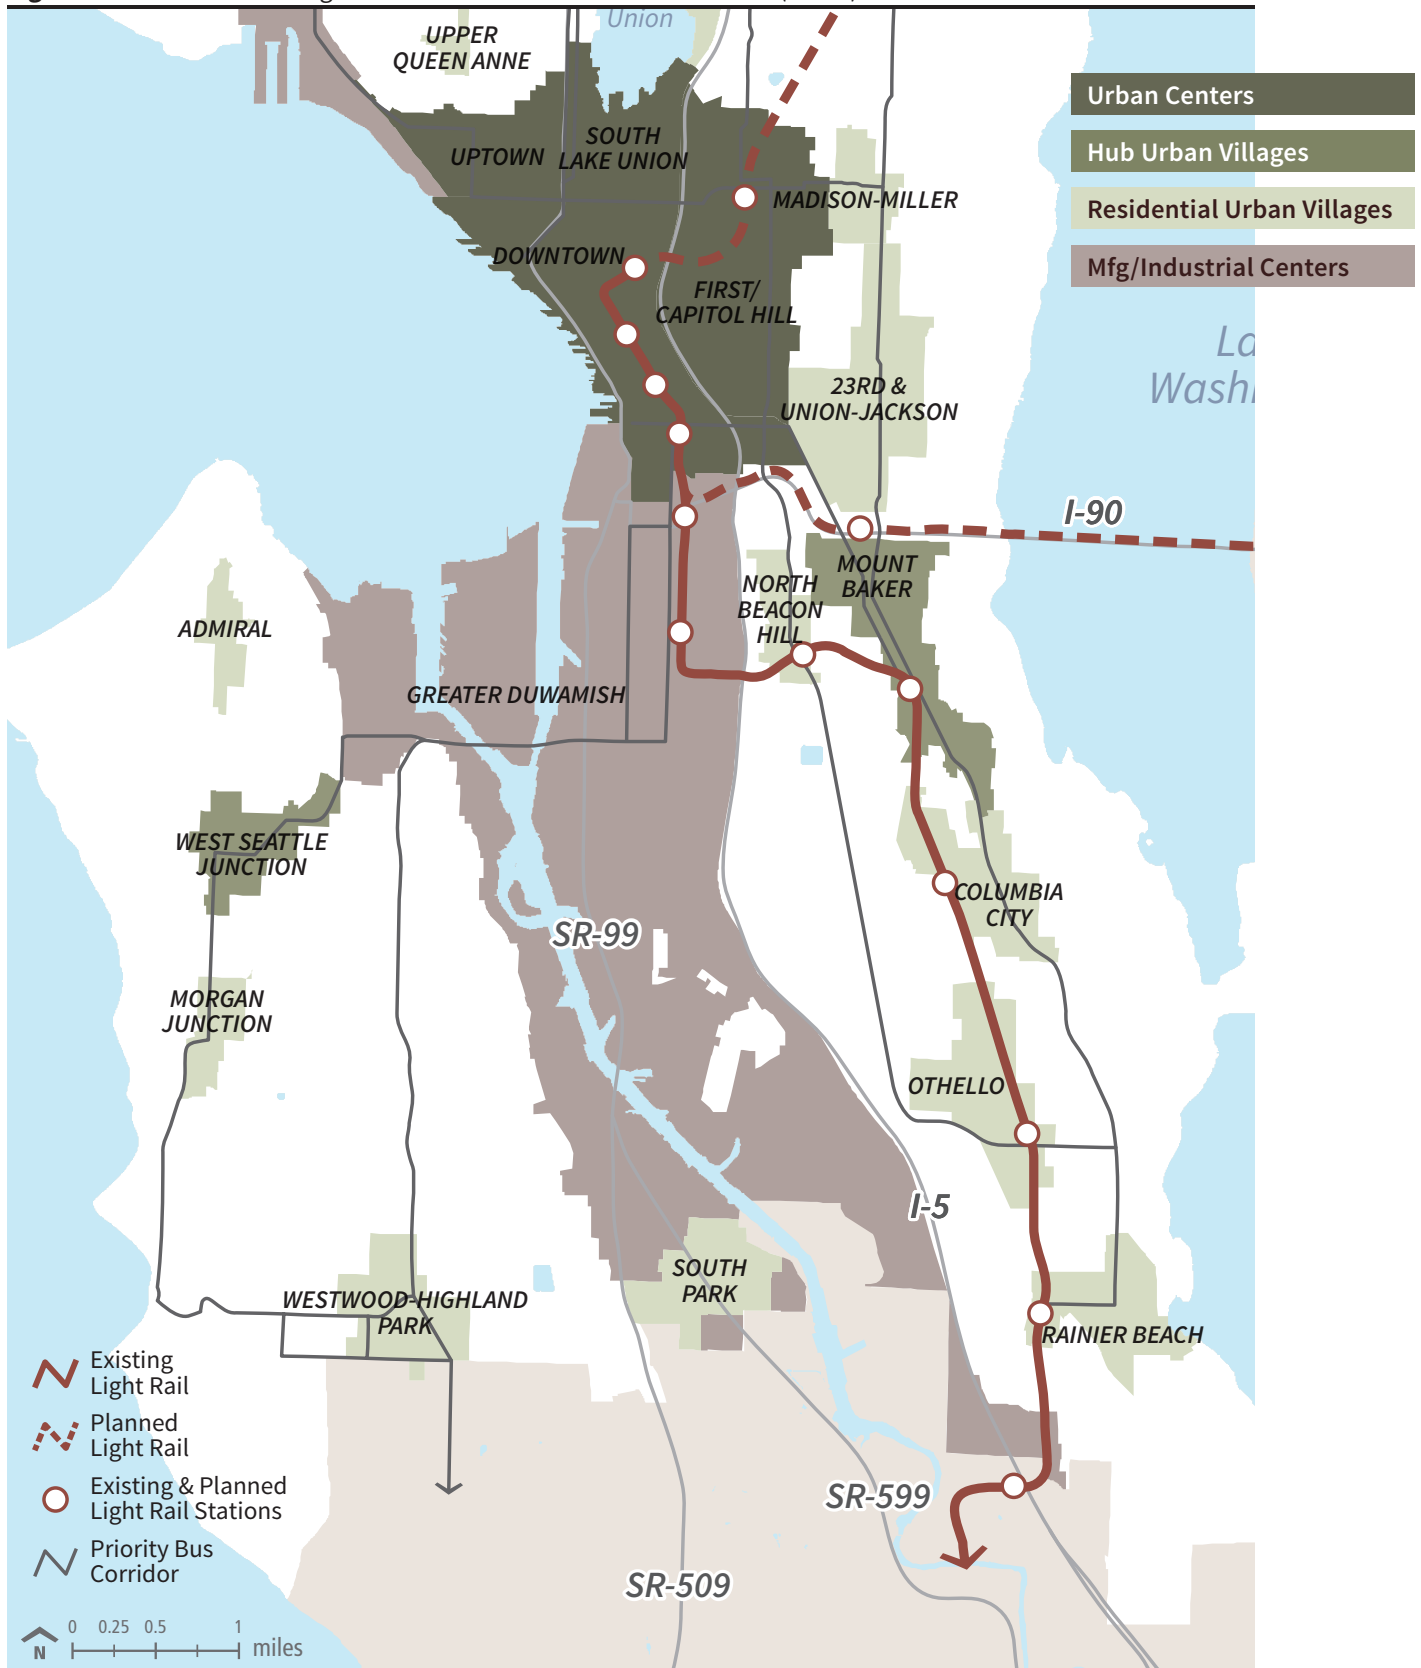 Union
UPPER
QUEEN ANNE
Urban Centers
Hub Urban Villages
Residential Urban Villages
Mfg/Industrial Centers
SOUTH
LAKE UNION
UPTOWN
MADISON-MILLER
DOWNTOWN
FIRST/
CAPITOL HILL
23RD &
UNION-JACKSON
I-90
MOUNT
BAKER
NORTH
BEACON
HILL
ADMIRAL
GREATER DUWAMISH
WEST SEATTLE
JUNCTION
COLUMBIA
CITY
SR-99
MORGAN
JUNCTION
OTHELLO
I-5
SOUTH
PARK
WESTWOOD-HIGHLAND
PARK
RAINIER BEACH
SR-599
SR-509
Existing
Light Rail
Planned
Light Rail
Existing & Planned
Light Rail Stations
Priority Bus
Corridor
N
0 0.25 0.5 1
miles